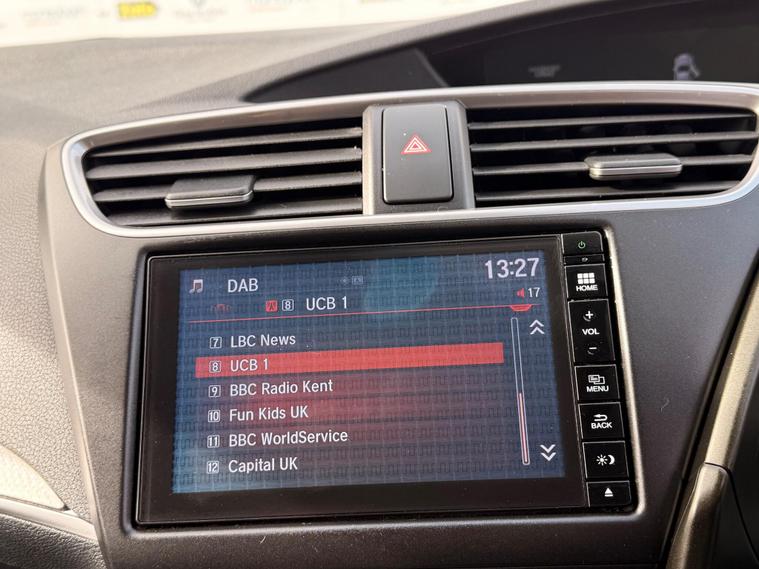 DAB
13:27
8 UCB 1
17
7 LBC News
8 UCB 1
9 BBC Radio Kent
10 Fun Kids UK
11 BBC WorldService
12 Capital UK
HOME
+
VOL
−
MENU
BACK